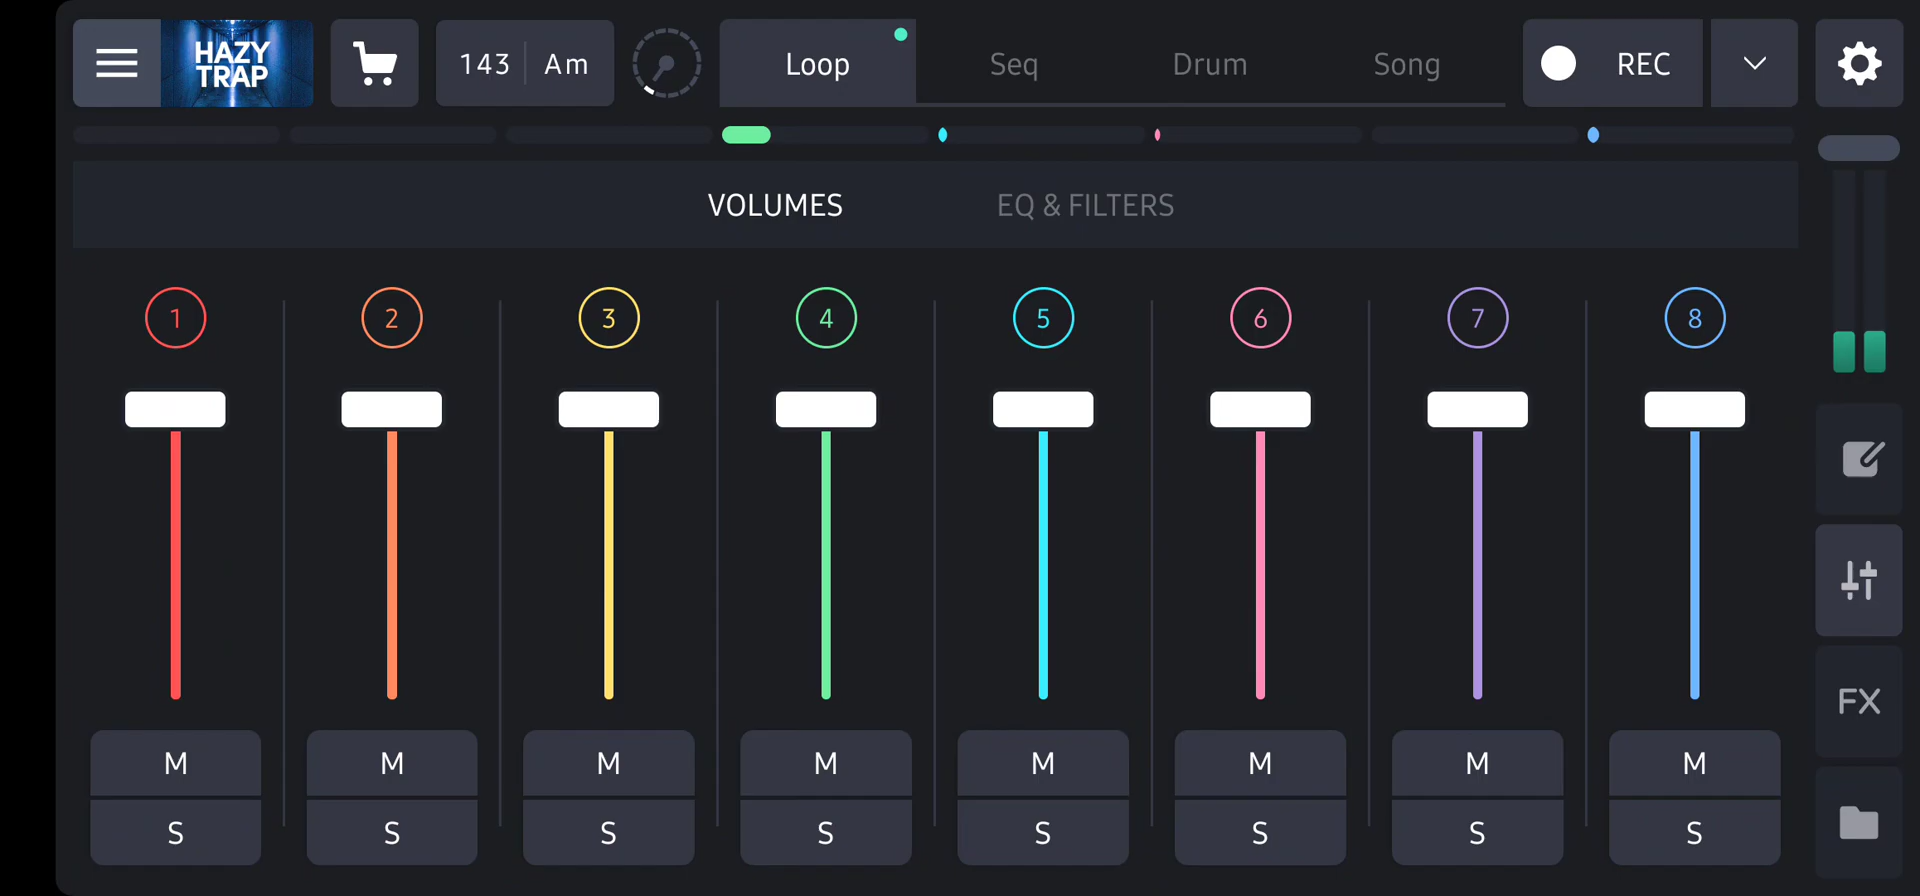 HAZY
TRAP
143 Am
Loop
Seq
Drum
Song
REC
VOLUMES
EQ & FILTERS
1 2 3 4 5 6 7 8
FX
M M M M M M M M
S S S S S S S S